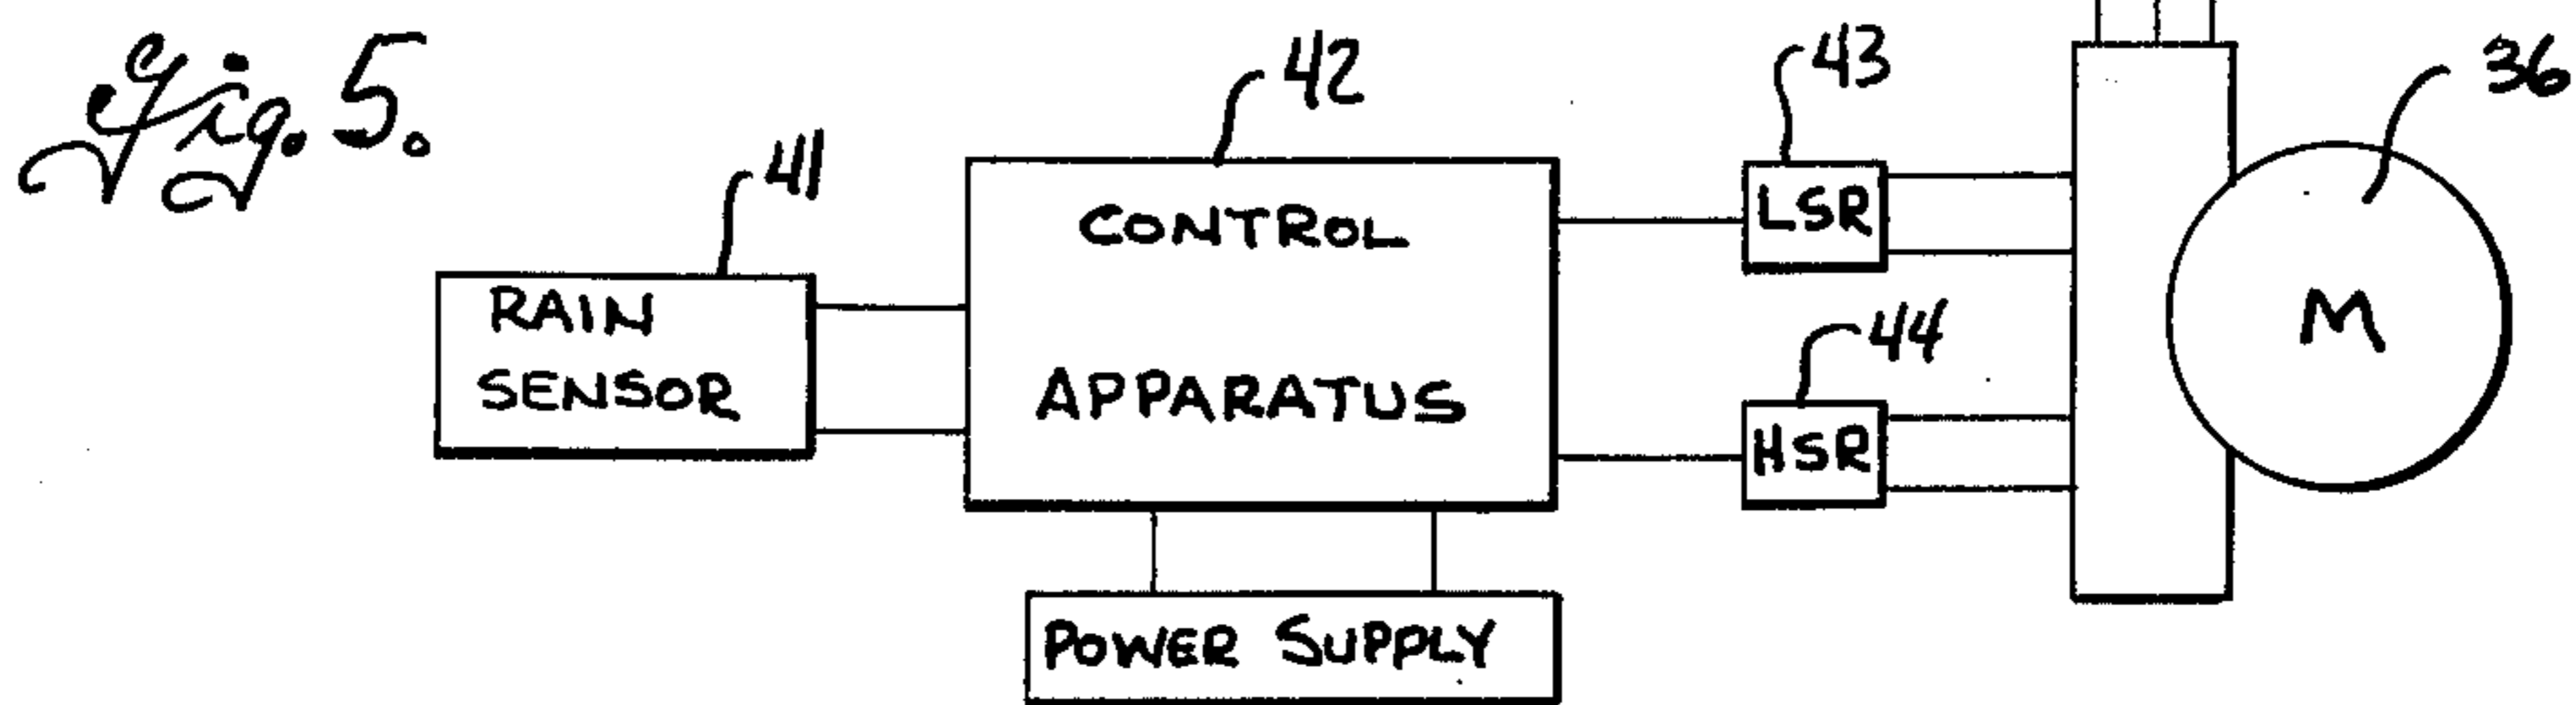 Fig. 5.
41
42
43
36
RAIN
SENSOR
CONTROL
APPARATUS
LSR
44
HSR
M
POWER SUPPLY